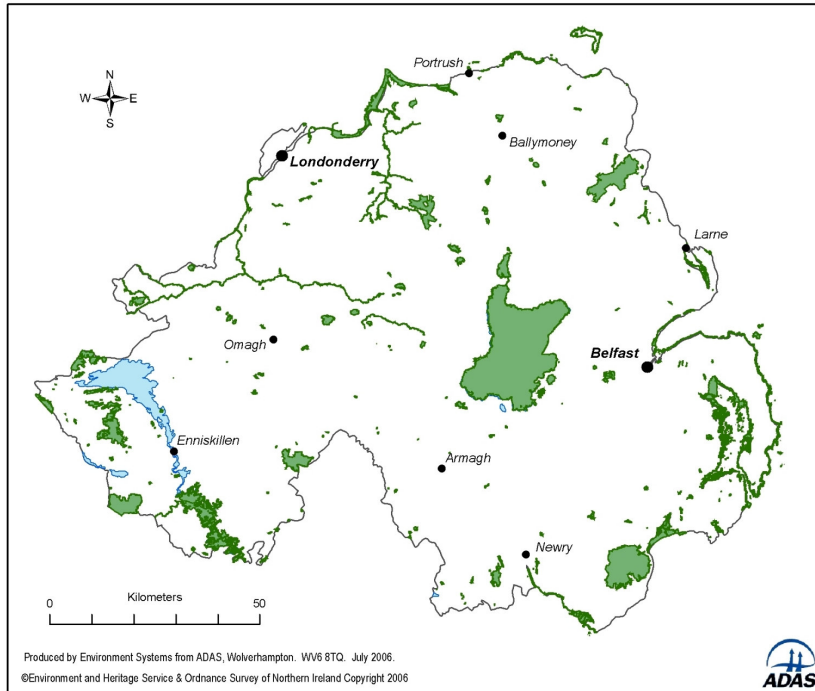 Portrush
N
W E
S
Ballymoney
Londonderry
Larne
Omagh
Belfast
Enniskillen
Armagh
Newry
Kilometers
0 50
Produced by Environment Systems from ADAS, Wolverhampton. WV6 8TQ. July 2006.
©Environment and Heritage Service & Ordnance Survey of Northern Ireland Copyright 2006
ADAS